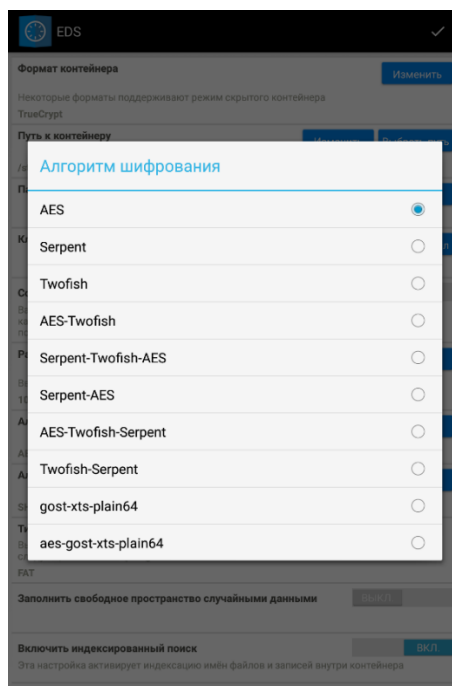 EDS
Формат контейнера
Изменить
Некоторые форматы поддерживают режим скрытого контейнера
TrueCrypt
Путь к контейнеру
Алгоритм шифрования
AES
Serpent
Twofish
AES-Twofish
Serpent-Twofish-AES
Serpent-AES
AES-Twofish-Serpent
Twofish-Serpent
gost-xts-plain64
aes-gost-xts-plain64
FAT
Заполнить свободное пространство случайными данными
ВЫКЛ.
Включить индексированный поиск
ВКЛ.
Эта настройка активирует индексацию имён файлов и записей внутри контейнера